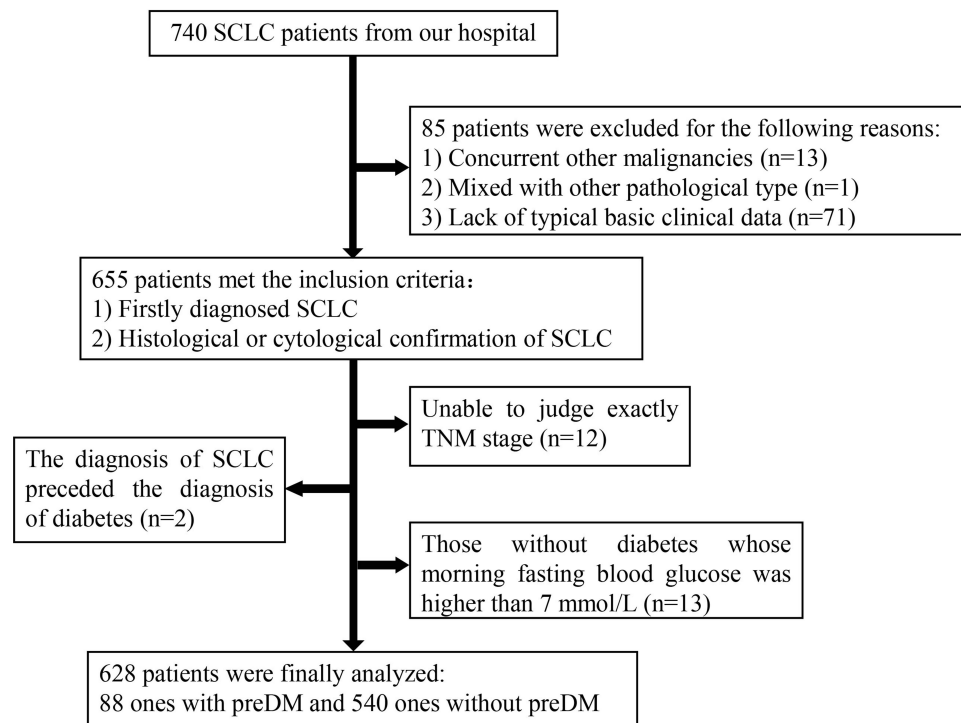 740 SCLC patients from our hospital
85 patients were excluded for the following reasons:
1) Concurrent other malignancies (n=13)
2) Mixed with other pathological type (n=1)
3) Lack of typical basic clinical data (n=71)
655 patients met the inclusion criteria：
1) Firstly diagnosed SCLC
2) Histological or cytological confirmation of SCLC
Unable to judge exactly
TNM stage (n=12)
The diagnosis of SCLC
preceded the diagnosis
of diabetes (n=2)
Those without diabetes whose
morning fasting blood glucose was
higher than 7 mmol/L (n=13)
628 patients were finally analyzed:
88 ones with preDM and 540 ones without preDM